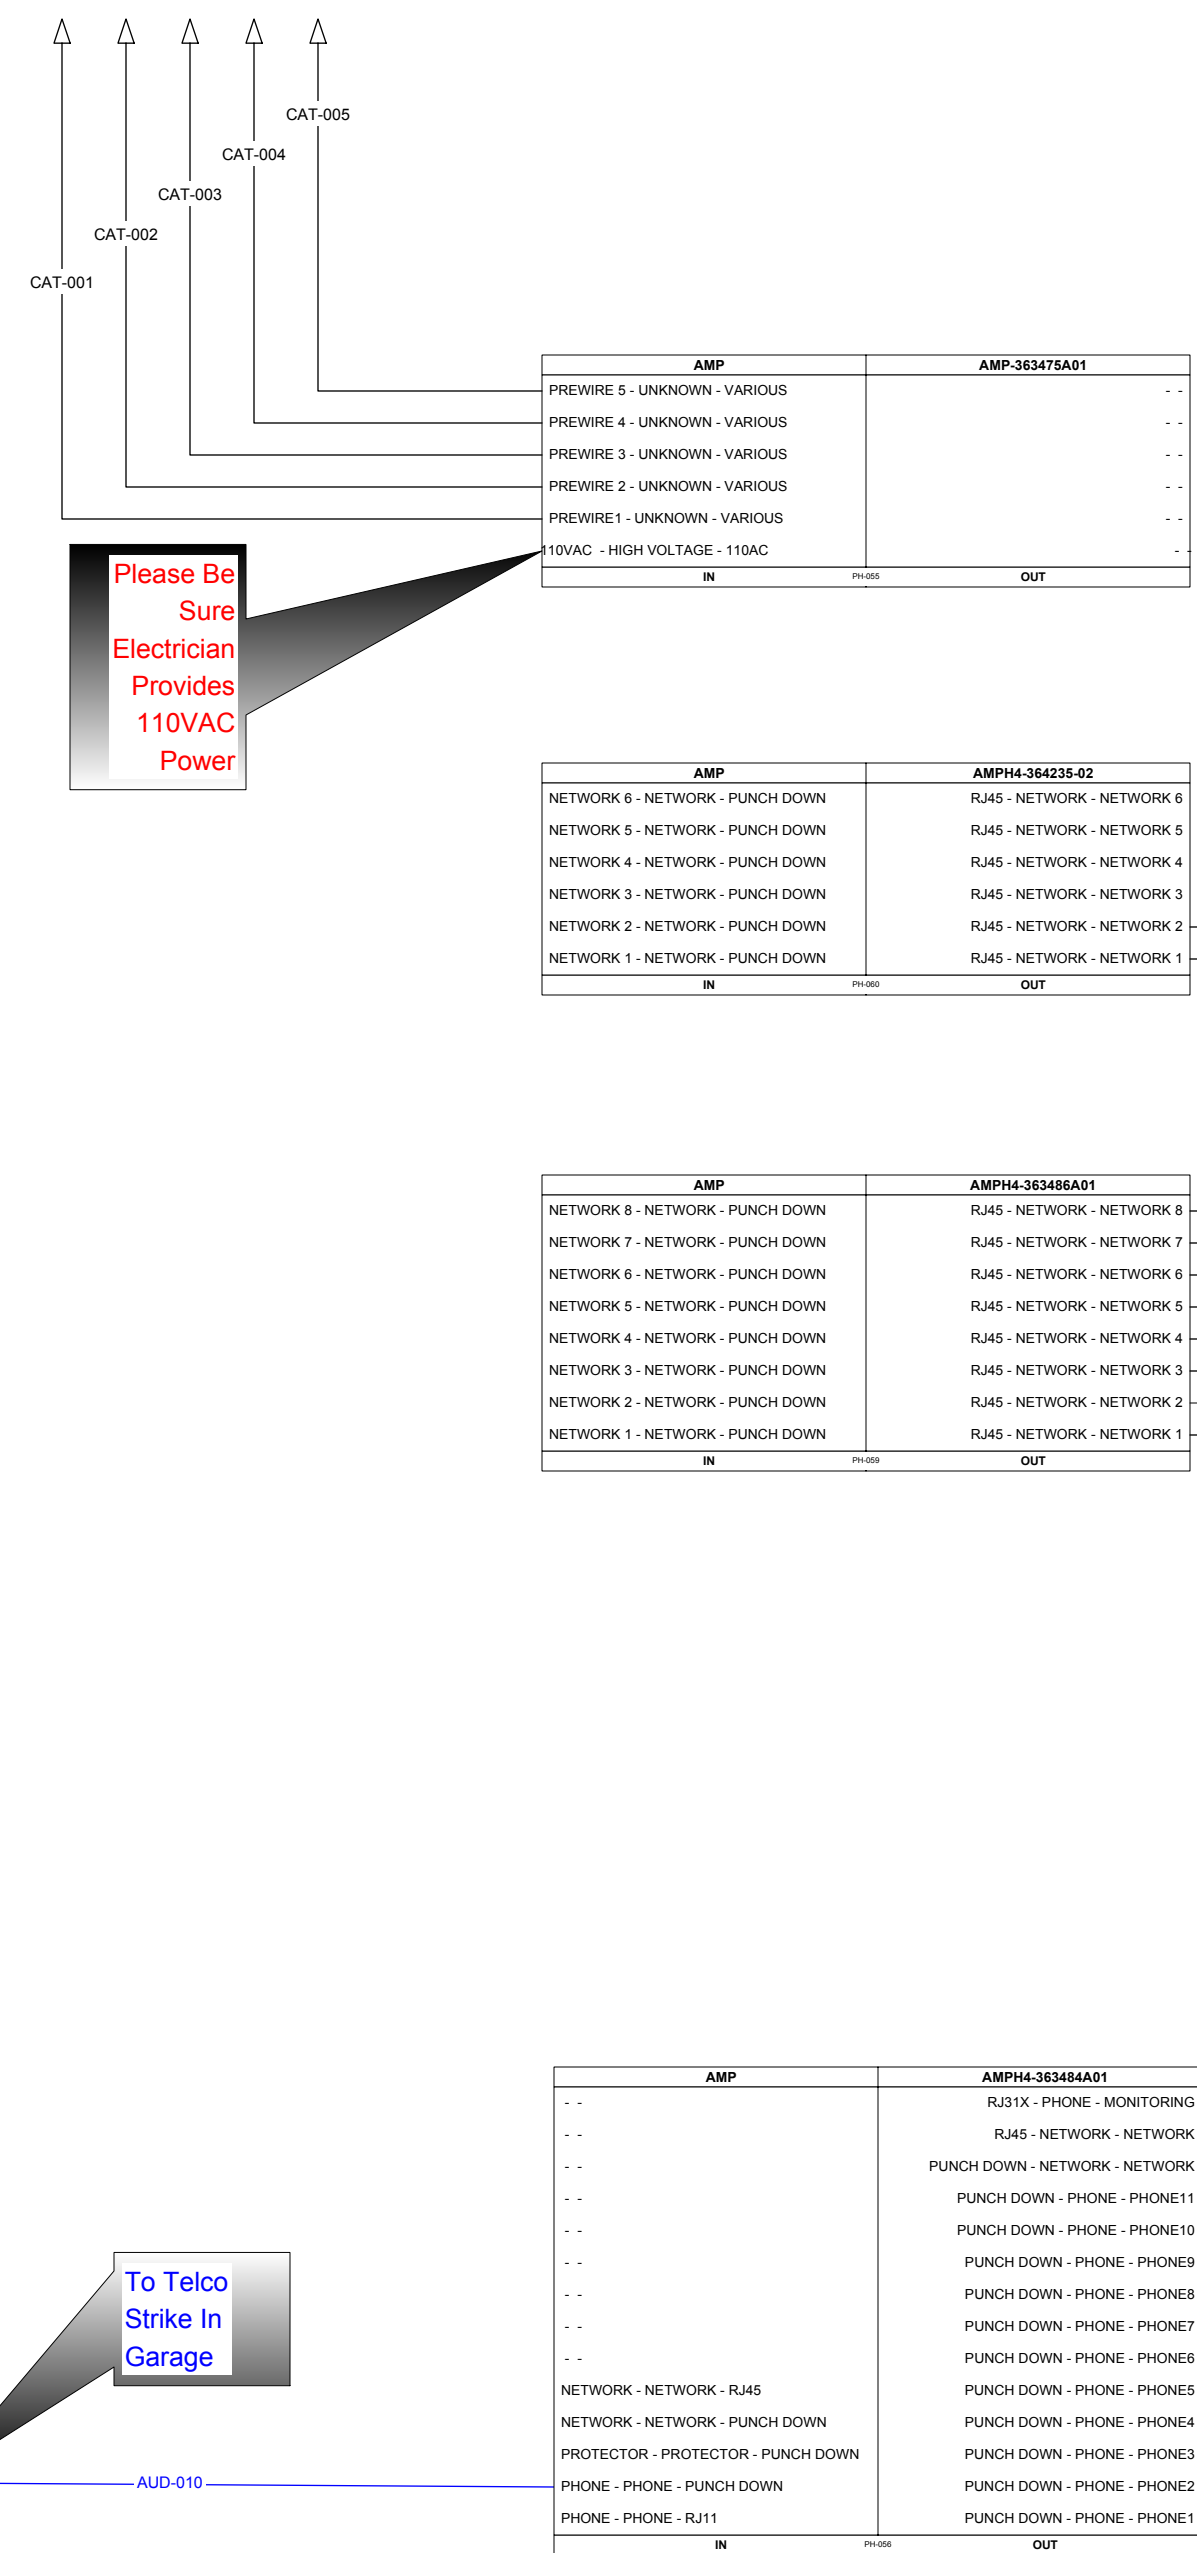 CAT-005
CAT-004
CAT-003
CAT-002
CAT-001
AMP AMP-363475A01
PREWIRE 5 - UNKNOWN - VARIOUS - -
PREWIRE 4 - UNKNOWN - VARIOUS - -
PREWIRE 3 - UNKNOWN - VARIOUS - -
PREWIRE 2 - UNKNOWN - VARIOUS - -
PREWIRE1 - UNKNOWN - VARIOUS - -
110VAC - HIGH VOLTAGE - 110AC - -
IN PH-055 OUT
Please Be
Sure
Electrician
Provides
110VAC
Power
AMP AMPH4-364235-02
NETWORK 6 - NETWORK - PUNCH DOWN RJ45 - NETWORK - NETWORK 6
NETWORK 5 - NETWORK - PUNCH DOWN RJ45 - NETWORK - NETWORK 5
NETWORK 4 - NETWORK - PUNCH DOWN RJ45 - NETWORK - NETWORK 4
NETWORK 3 - NETWORK - PUNCH DOWN RJ45 - NETWORK - NETWORK 3
NETWORK 2 - NETWORK - PUNCH DOWN RJ45 - NETWORK - NETWORK 2
NETWORK 1 - NETWORK - PUNCH DOWN RJ45 - NETWORK - NETWORK 1
IN PH-060 OUT
AMP AMPH4-363486A01
NETWORK 8 - NETWORK - PUNCH DOWN RJ45 - NETWORK - NETWORK 8
NETWORK 7 - NETWORK - PUNCH DOWN RJ45 - NETWORK - NETWORK 7
NETWORK 6 - NETWORK - PUNCH DOWN RJ45 - NETWORK - NETWORK 6
NETWORK 5 - NETWORK - PUNCH DOWN RJ45 - NETWORK - NETWORK 5
NETWORK 4 - NETWORK - PUNCH DOWN RJ45 - NETWORK - NETWORK 4
NETWORK 3 - NETWORK - PUNCH DOWN RJ45 - NETWORK - NETWORK 3
NETWORK 2 - NETWORK - PUNCH DOWN RJ45 - NETWORK - NETWORK 2
NETWORK 1 - NETWORK - PUNCH DOWN RJ45 - NETWORK - NETWORK 1
IN PH-059 OUT
AMP AMPH4-363484A01
- - RJ31X - PHONE - MONITORING
- - RJ45 - NETWORK - NETWORK
- - PUNCH DOWN - NETWORK - NETWORK
- - PUNCH DOWN - PHONE - PHONE11
- - PUNCH DOWN - PHONE - PHONE10
- - PUNCH DOWN - PHONE - PHONE9
- - PUNCH DOWN - PHONE - PHONE8
- - PUNCH DOWN - PHONE - PHONE7
- - PUNCH DOWN - PHONE - PHONE6
NETWORK - NETWORK - RJ45 PUNCH DOWN - PHONE - PHONE5
NETWORK - NETWORK - PUNCH DOWN PUNCH DOWN - PHONE - PHONE4
PROTECTOR - PROTECTOR - PUNCH DOWN PUNCH DOWN - PHONE - PHONE3
PHONE - PHONE - PUNCH DOWN PUNCH DOWN - PHONE - PHONE2
PHONE - PHONE - RJ11 PUNCH DOWN - PHONE - PHONE1
IN PH-056 OUT
To Telco
Strike In
Garage
AUD-010